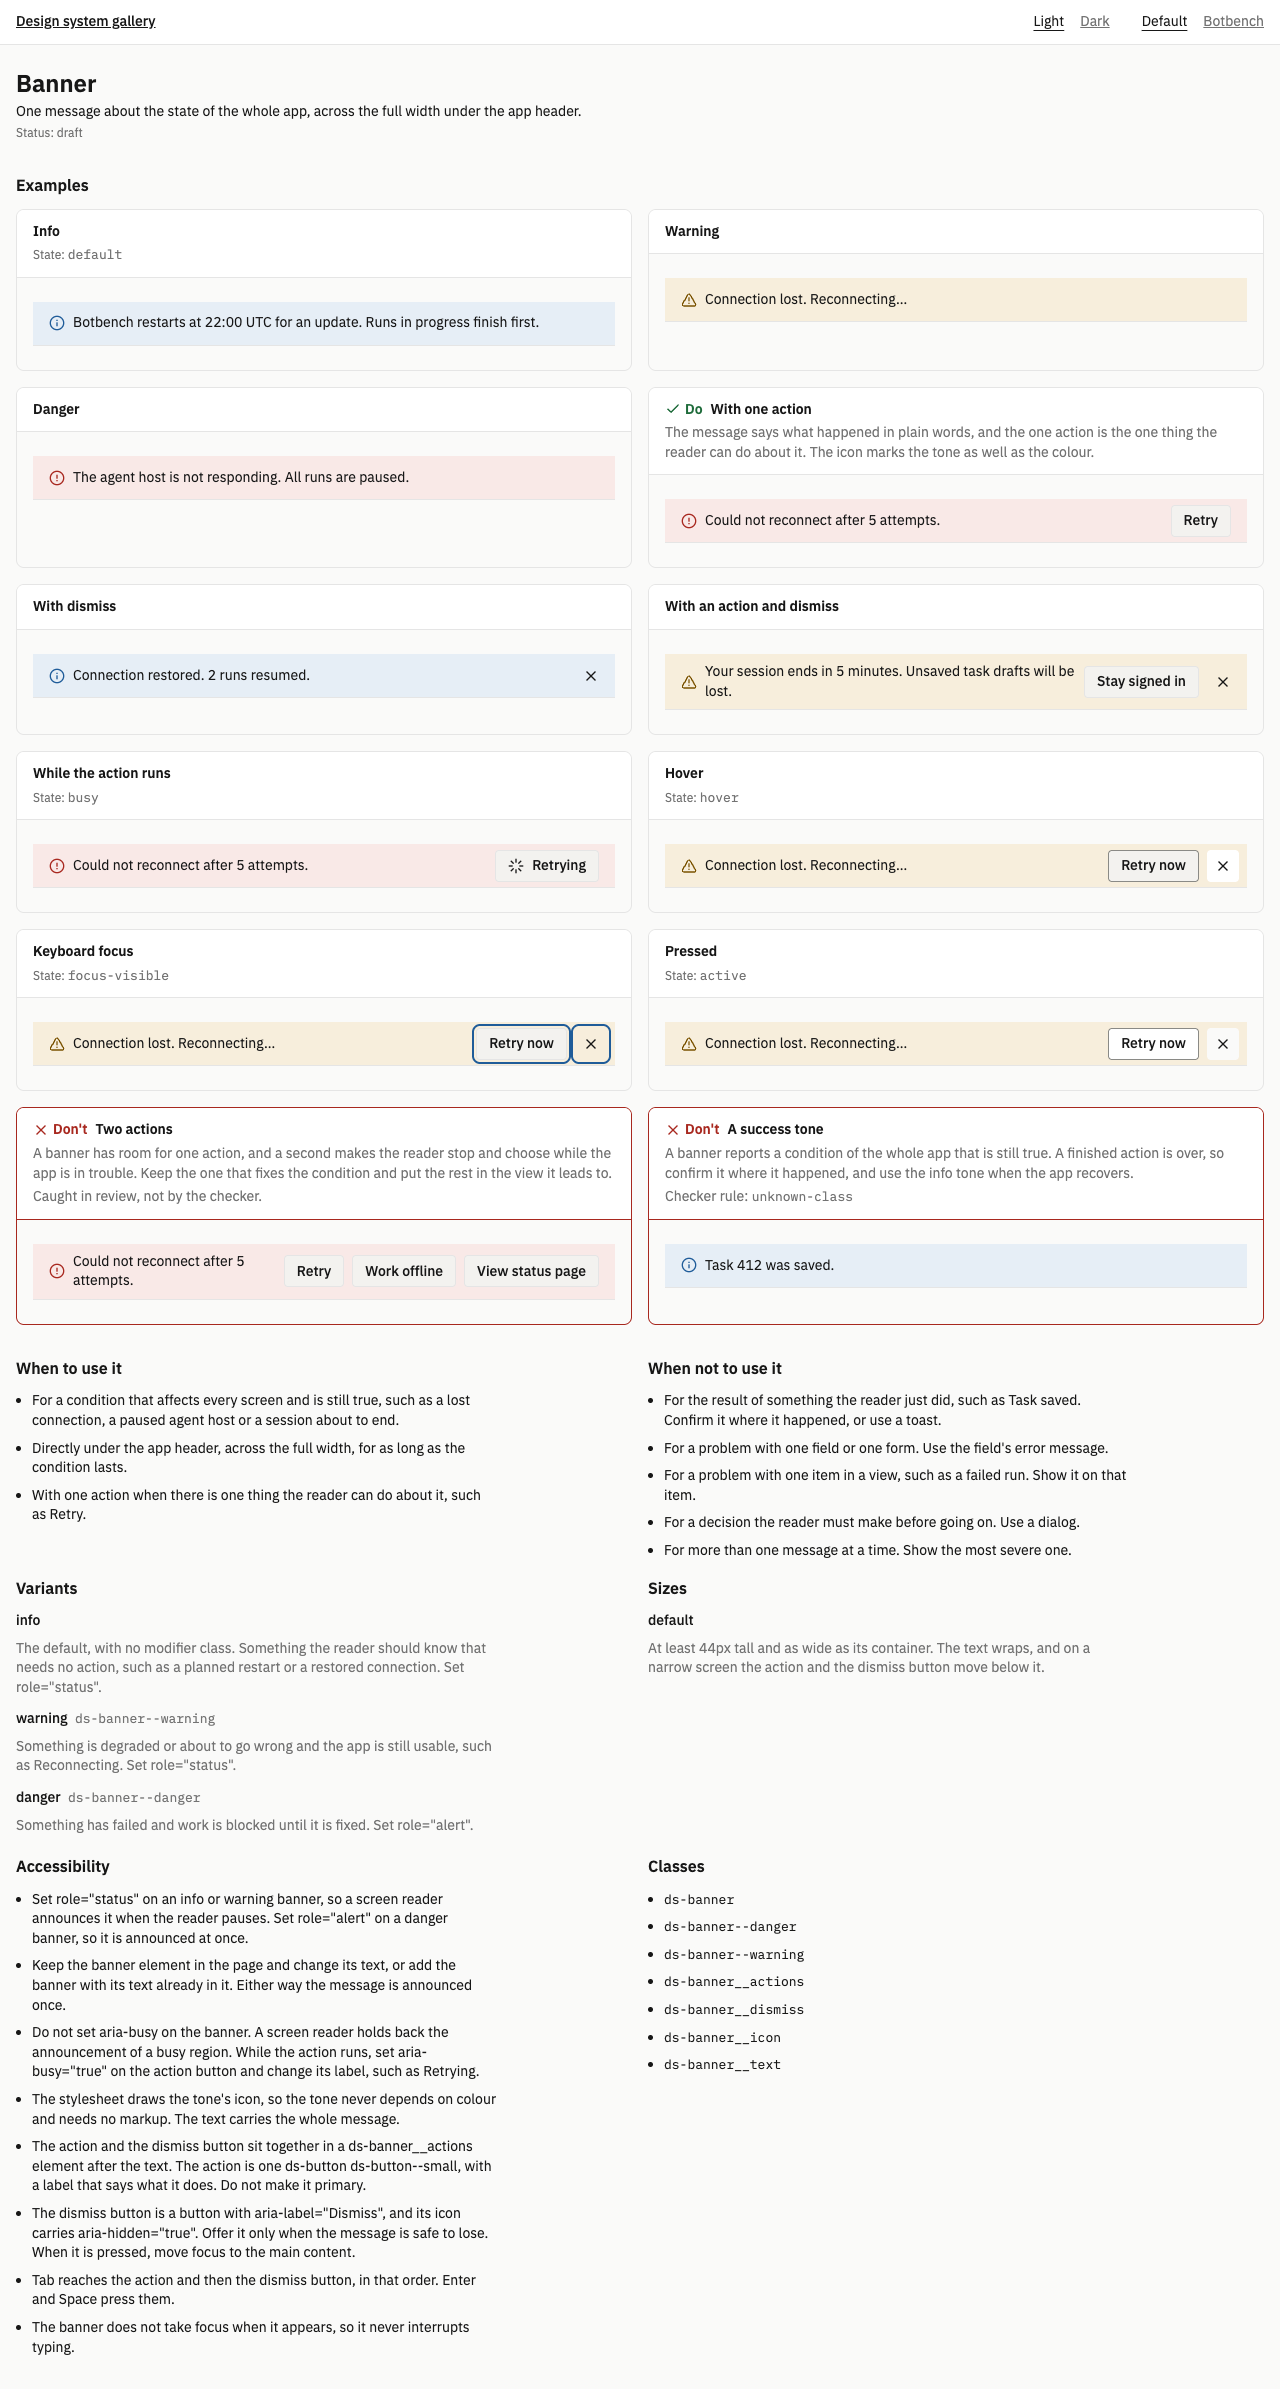 Design system gallery
Light Dark Default Botbench
Banner
One message about the state of the whole app, across the full width under the app header.
Status: draft
Examples
Info
State: default
Botbench restarts at 22:00 UTC for an update. Runs in progress finish first.
Warning
Connection lost. Reconnecting…
Danger
The agent host is not responding. All runs are paused.
Do With one action
The message says what happened in plain words, and the one action is the one thing the
reader can do about it. The icon marks the tone as well as the colour.
Could not reconnect after 5 attempts.
Retry
With dismiss
Connection restored. 2 runs resumed.
With an action and dismiss
Your session ends in 5 minutes. Unsaved task drafts will be
lost.
Stay signed in
While the action runs
State: busy
Could not reconnect after 5 attempts.
Retrying
Hover
State: hover
Connection lost. Reconnecting…
Retry now
Keyboard focus
State: focus-visible
Connection lost. Reconnecting…
Retry now
Pressed
State: active
Connection lost. Reconnecting…
Retry now
Don't Two actions
A banner has room for one action, and a second makes the reader stop and choose while the
app is in trouble. Keep the one that fixes the condition and put the rest in the view it leads to.
Caught in review, not by the checker.
Could not reconnect after 5
attempts.
Retry
Work offline
View status page
Don't A success tone
A banner reports a condition of the whole app that is still true. A finished action is over, so
confirm it where it happened, and use the info tone when the app recovers.
Checker rule: unknown-class
Task 412 was saved.
When to use it
For a condition that affects every screen and is still true, such as a lost
connection, a paused agent host or a session about to end.
Directly under the app header, across the full width, for as long as the
condition lasts.
With one action when there is one thing the reader can do about it, such
as Retry.
When not to use it
For the result of something the reader just did, such as Task saved.
Confirm it where it happened, or use a toast.
For a problem with one field or one form. Use the field's error message.
For a problem with one item in a view, such as a failed run. Show it on that
item.
For a decision the reader must make before going on. Use a dialog.
For more than one message at a time. Show the most severe one.
Variants
info
The default, with no modifier class. Something the reader should know that
needs no action, such as a planned restart or a restored connection. Set
role="status".
warning ds-banner--warning
Something is degraded or about to go wrong and the app is still usable, such
as Reconnecting. Set role="status".
danger ds-banner--danger
Something has failed and work is blocked until it is fixed. Set role="alert".
Sizes
default
At least 44px tall and as wide as its container. The text wraps, and on a
narrow screen the action and the dismiss button move below it.
Accessibility
Set role="status" on an info or warning banner, so a screen reader
announces it when the reader pauses. Set role="alert" on a danger
banner, so it is announced at once.
Keep the banner element in the page and change its text, or add the
banner with its text already in it. Either way the message is announced
once.
Do not set aria-busy on the banner. A screen reader holds back the
announcement of a busy region. While the action runs, set aria-
busy="true" on the action button and change its label, such as Retrying.
The stylesheet draws the tone's icon, so the tone never depends on colour
and needs no markup. The text carries the whole message.
The action and the dismiss button sit together in a ds-banner__actions
element after the text. The action is one ds-button ds-button--small, with
a label that says what it does. Do not make it primary.
The dismiss button is a button with aria-label="Dismiss", and its icon
carries aria-hidden="true". Offer it only when the message is safe to lose.
When it is pressed, move focus to the main content.
Tab reaches the action and then the dismiss button, in that order. Enter
and Space press them.
The banner does not take focus when it appears, so it never interrupts
typing.
Classes
ds-banner
ds-banner--danger
ds-banner--warning
ds-banner__actions
ds-banner__dismiss
ds-banner__icon
ds-banner__text